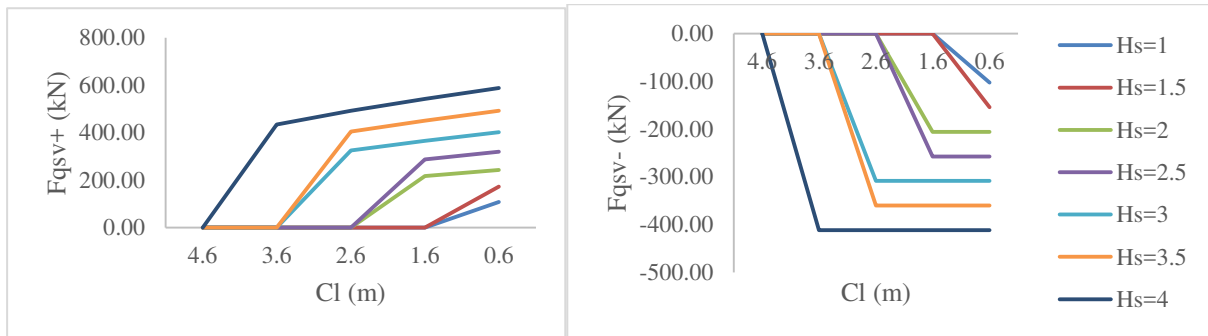 800.00
600.00
400.00
200.00
0.00
Fqsv+ (kN)
4.6 3.6 2.6 1.6 0.6
Cl (m)
0.00
-100.00
-200.00
-300.00
-400.00
-500.00
Fqsv- (kN)
4.6 3.6 2.6 1.6 0.6
Cl (m)
Hs=1
Hs=1.5
Hs=2
Hs=2.5
Hs=3
Hs=3.5
Hs=4